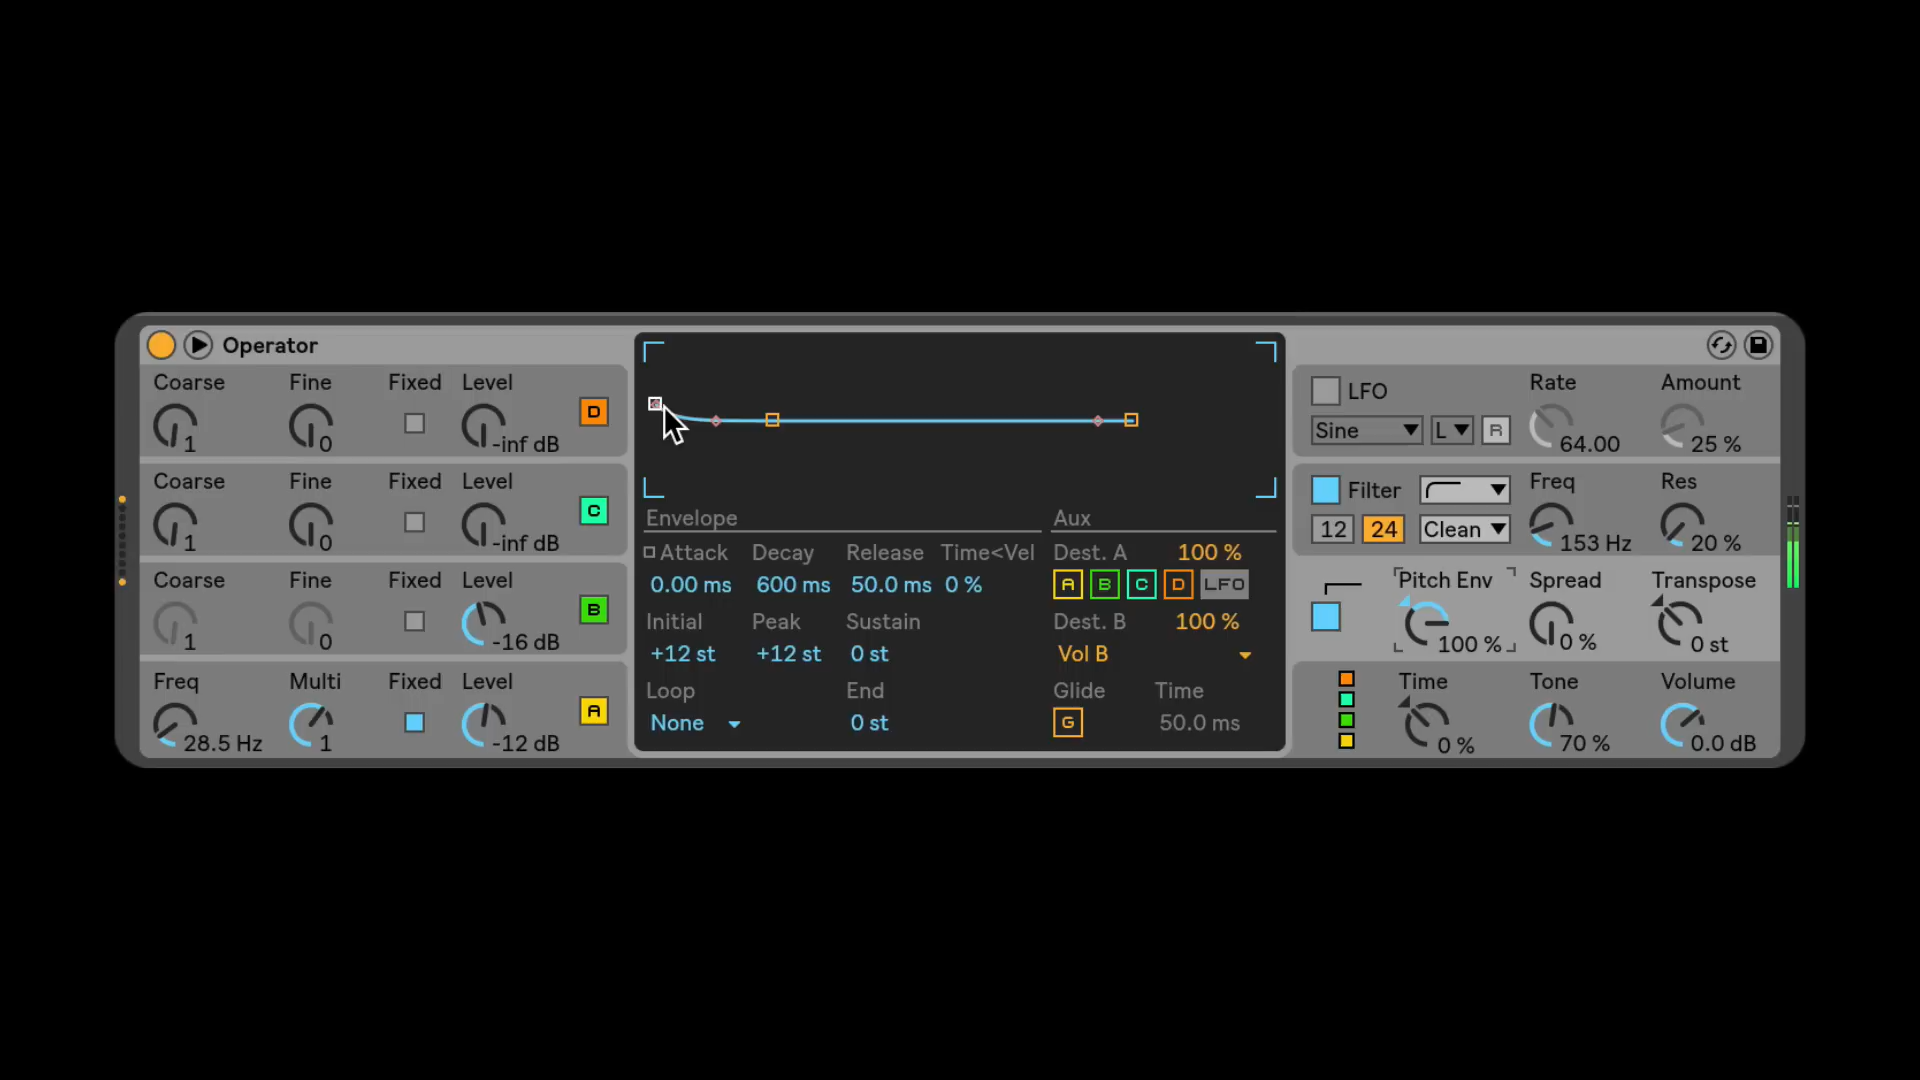 Operator
Coarse Fine Fixed Level
1 0 -inf dB D
Coarse Fine Fixed Level
1 0 -inf dB C
Coarse Fine Fixed Level
1 0 -16 dB B
Freq Multi Fixed Level
28.5 Hz 1 -12 dB A
Envelope
Attack Decay Release Time<Vel
0.00 ms 600 ms 50.0 ms 0 %
Initial Peak Sustain
+12 st +12 st 0 st
Loop End
None 0 st
Aux
Dest. A 100 %
A B C D LFO
Dest. B 100 %
Vol B
Glide Time
G 50.0 ms
LFO Rate Amount
Sine L R 64.00 25 %
Filter Freq Res
12 24 Clean 153 Hz 20 %
Pitch Env Spread Transpose
100 % 0 % 0 st
Time Tone Volume
0 % 70 % 0.0 dB